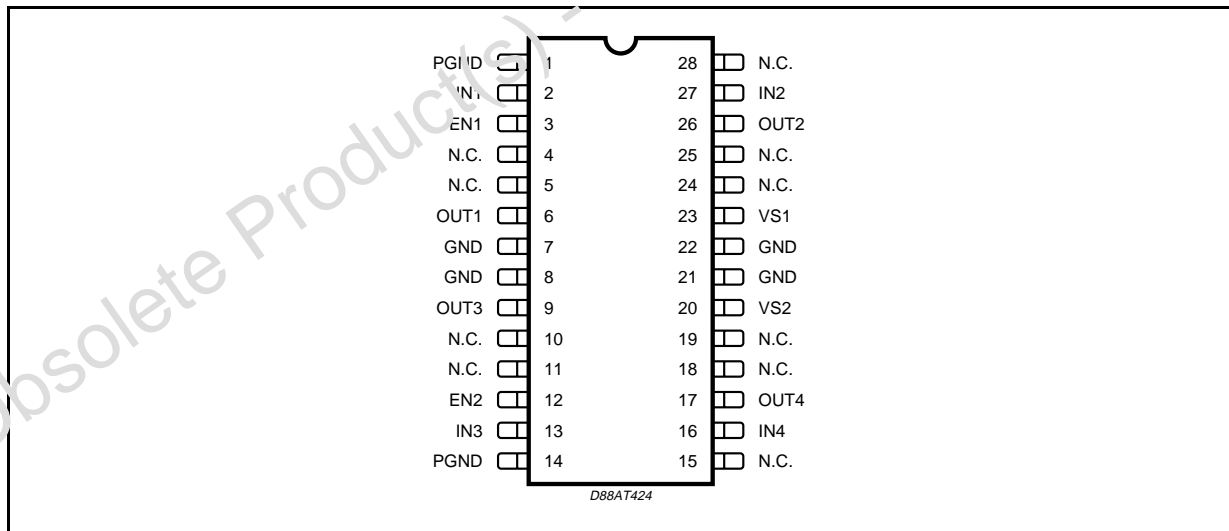 PGND 1 28 N.C.
IN1 2 27 IN2
EN1 3 26 OUT2
N.C. 4 25 N.C.
N.C. 5 24 N.C.
OUT1 6 23 VS1
GND 7 22 GND
GND 8 21 GND
OUT3 9 20 VS2
N.C. 10 19 N.C.
N.C. 11 18 N.C.
EN2 12 17 OUT4
IN3 13 16 IN4
PGND 14 15 N.C.
D88AT424
Obsolete Product(s) -